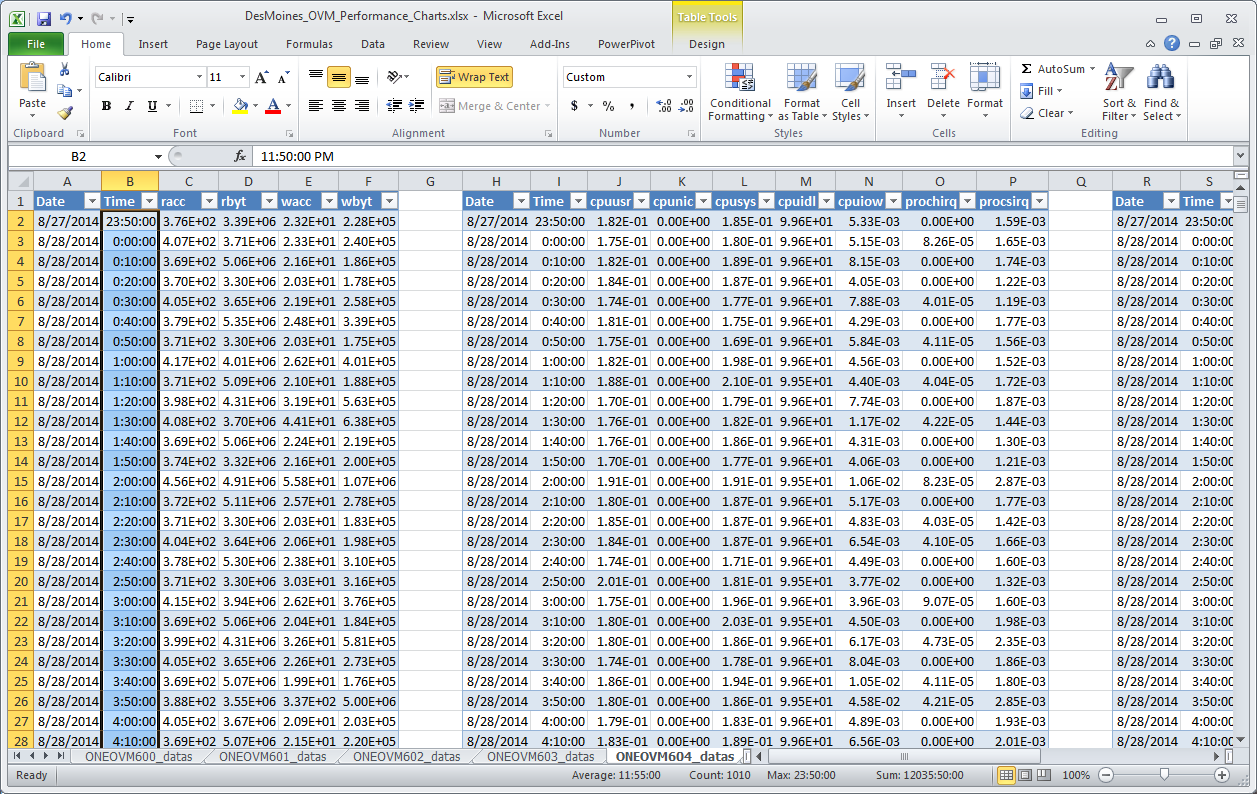 DesMoines_OVM_Performance_Charts.xlsx - Microsoft Excel
Table Tools
File Home Insert Page Layout Formulas Data Review View Add-Ins PowerPivot Design
Paste
Calibri 11
B I U
Wrap Text
Merge & Center
Custom
$ % ,
Conditional Formatting
Format as Table
Cell Styles
Insert Delete Format
Σ AutoSum
Fill
Clear
Sort & Filter
Find & Select
Clipboard Font Alignment Number Styles Cells Editing
B2 fx 11:50:00 PM
A B C D E F G H I J K L M N O P Q R S
1 Date Time racc rbyt wacc wbyt Date Time cpuusr cpunic cpusys cpuidl cpuiow prochirq procsirq Date Time
2 8/27/2014 23:50:00 3.76E+02 3.39E+06 2.32E+01 2.28E+05 8/27/2014 23:50:00 1.82E-01 0.00E+00 1.85E-01 9.96E+01 5.33E-03 0.00E+00 1.59E-03 8/27/2014 23:50:00
3 8/28/2014 0:00:00 4.07E+02 3.71E+06 2.33E+01 2.40E+05 8/28/2014 0:00:00 1.75E-01 0.00E+00 1.80E-01 9.96E+01 5.15E-03 8.26E-05 1.65E-03 8/28/2014 0:00:00
4 8/28/2014 0:10:00 3.69E+02 5.06E+06 2.16E+01 1.86E+05 8/28/2014 0:10:00 1.82E-01 0.00E+00 1.89E-01 9.96E+01 8.15E-03 0.00E+00 1.74E-03 8/28/2014 0:10:00
5 8/28/2014 0:20:00 3.70E+02 3.30E+06 2.03E+01 1.78E+05 8/28/2014 0:20:00 1.84E-01 0.00E+00 1.87E-01 9.96E+01 4.05E-03 0.00E+00 1.22E-03 8/28/2014 0:20:00
6 8/28/2014 0:30:00 4.05E+02 3.65E+06 2.19E+01 2.58E+05 8/28/2014 0:30:00 1.74E-01 0.00E+00 1.77E-01 9.96E+01 7.88E-03 4.01E-05 1.19E-03 8/28/2014 0:30:00
7 8/28/2014 0:40:00 3.79E+02 5.35E+06 2.48E+01 3.39E+05 8/28/2014 0:40:00 1.81E-01 0.00E+00 1.75E-01 9.96E+01 4.29E-03 0.00E+00 1.77E-03 8/28/2014 0:40:00
8 8/28/2014 0:50:00 3.71E+02 3.30E+06 2.03E+01 1.75E+05 8/28/2014 0:50:00 1.75E-01 0.00E+00 1.69E-01 9.96E+01 5.84E-03 4.11E-05 1.56E-03 8/28/2014 0:50:00
9 8/28/2014 1:00:00 4.17E+02 4.01E+06 2.62E+01 4.01E+05 8/28/2014 1:00:00 1.82E-01 0.00E+00 1.98E-01 9.96E+01 4.56E-03 0.00E+00 1.52E-03 8/28/2014 1:00:00
10 8/28/2014 1:10:00 3.71E+02 5.09E+06 2.10E+01 1.88E+05 8/28/2014 1:10:00 1.88E-01 0.00E+00 2.10E-01 9.95E+01 4.40E-03 4.04E-05 1.72E-03 8/28/2014 1:10:00
11 8/28/2014 1:20:00 3.98E+02 4.31E+06 3.19E+01 5.63E+05 8/28/2014 1:20:00 1.70E-01 0.00E+00 1.79E-01 9.96E+01 7.74E-03 0.00E+00 1.87E-03 8/28/2014 1:20:00
12 8/28/2014 1:30:00 4.08E+02 3.70E+06 4.41E+01 6.38E+05 8/28/2014 1:30:00 1.76E-01 0.00E+00 1.82E-01 9.96E+01 1.17E-02 4.22E-05 1.44E-03 8/28/2014 1:30:00
13 8/28/2014 1:40:00 3.69E+02 5.06E+06 2.24E+01 2.19E+05 8/28/2014 1:40:00 1.76E-01 0.00E+00 1.86E-01 9.96E+01 4.31E-03 0.00E+00 1.30E-03 8/28/2014 1:40:00
14 8/28/2014 1:50:00 3.74E+02 3.32E+06 2.16E+01 2.00E+05 8/28/2014 1:50:00 1.70E-01 0.00E+00 1.77E-01 9.96E+01 4.06E-03 0.00E+00 1.21E-03 8/28/2014 1:50:00
15 8/28/2014 2:00:00 4.56E+02 4.91E+06 5.58E+01 1.07E+06 8/28/2014 2:00:00 1.91E-01 0.00E+00 1.91E-01 9.95E+01 1.06E-02 8.23E-05 2.87E-03 8/28/2014 2:00:00
16 8/28/2014 2:10:00 3.72E+02 5.11E+06 2.57E+01 2.78E+05 8/28/2014 2:10:00 1.80E-01 0.00E+00 1.87E-01 9.96E+01 5.17E-03 0.00E+00 1.77E-03 8/28/2014 2:10:00
17 8/28/2014 2:20:00 3.71E+02 3.30E+06 2.03E+01 1.83E+05 8/28/2014 2:20:00 1.85E-01 0.00E+00 1.87E-01 9.96E+01 4.83E-03 4.03E-05 1.42E-03 8/28/2014 2:20:00
18 8/28/2014 2:30:00 4.04E+02 3.64E+06 2.06E+01 1.98E+05 8/28/2014 2:30:00 1.84E-01 0.00E+00 1.87E-01 9.96E+01 6.54E-03 4.10E-05 1.66E-03 8/28/2014 2:30:00
19 8/28/2014 2:40:00 3.78E+02 5.30E+06 2.38E+01 3.10E+05 8/28/2014 2:40:00 1.74E-01 0.00E+00 1.71E-01 9.96E+01 4.49E-03 0.00E+00 1.60E-03 8/28/2014 2:40:00
20 8/28/2014 2:50:00 3.71E+02 3.30E+06 3.03E+01 3.16E+05 8/28/2014 2:50:00 2.01E-01 0.00E+00 1.81E-01 9.95E+01 3.77E-02 0.00E+00 1.32E-03 8/28/2014 2:50:00
21 8/28/2014 3:00:00 4.15E+02 3.94E+06 2.62E+01 3.76E+05 8/28/2014 3:00:00 1.75E-01 0.00E+00 1.96E-01 9.96E+01 3.96E-03 9.07E-05 1.60E-03 8/28/2014 3:00:00
22 8/28/2014 3:10:00 3.69E+02 5.06E+06 2.04E+01 1.84E+05 8/28/2014 3:10:00 1.80E-01 0.00E+00 2.03E-01 9.95E+01 4.50E-03 0.00E+00 1.98E-03 8/28/2014 3:10:00
23 8/28/2014 3:20:00 3.99E+02 4.31E+06 3.26E+01 5.81E+05 8/28/2014 3:20:00 1.80E-01 0.00E+00 1.86E-01 9.96E+01 6.17E-03 4.73E-05 2.35E-03 8/28/2014 3:20:00
24 8/28/2014 3:30:00 4.05E+02 3.65E+06 2.26E+01 2.73E+05 8/28/2014 3:30:00 1.74E-01 0.00E+00 1.78E-01 9.96E+01 8.04E-03 0.00E+00 1.86E-03 8/28/2014 3:30:00
25 8/28/2014 3:40:00 3.69E+02 5.07E+06 1.99E+01 1.76E+05 8/28/2014 3:40:00 1.86E-01 0.00E+00 1.94E-01 9.96E+01 1.05E-02 4.11E-05 1.80E-03 8/28/2014 3:40:00
26 8/28/2014 3:50:00 3.88E+02 3.55E+06 3.37E+02 5.00E+06 8/28/2014 3:50:00 1.80E-01 0.00E+00 1.86E-01 9.95E+01 4.58E-02 4.21E-05 2.85E-03 8/28/2014 3:50:00
27 8/28/2014 4:00:00 4.05E+02 3.67E+06 2.09E+01 2.03E+05 8/28/2014 4:00:00 1.79E-01 0.00E+00 1.83E-01 9.96E+01 4.89E-03 0.00E+00 1.93E-03 8/28/2014 4:00:00
28 8/28/2014 4:10:00 3.69E+02 5.07E+06 2.15E+01 2.20E+05 8/28/2014 4:10:00 1.83E-01 0.00E+00 1.89E-01 9.96E+01 6.56E-03 0.00E+00 2.01E-03 8/28/2014 4:10:00
ONEOVM600_datas ONEOVM601_datas ONEOVM602_datas ONEOVM603_datas ONEOVM604_datas
Ready Average: 11:55:00 Count: 1010 Max: 23:50:00 Sum: 12035:50:00 100%